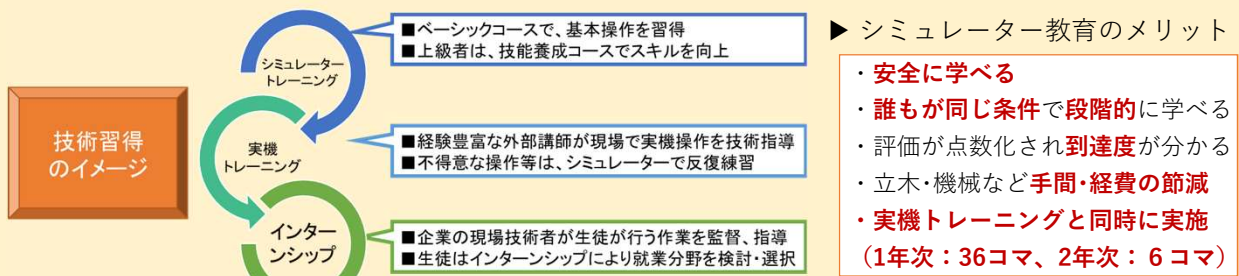 技術習得
のイメージ
シミュレーター
トレーニング
■ベーシックコースで、基本操作を習得
■上級者は、技能養成コースでスキルを向上
実機
トレーニング
■経験豊富な外部講師が現場で実機操作を技術指導
■不得意な操作等は、シミュレーターで反復練習
インター
ンシップ
■企業の現場技術者が生徒が行う作業を監督、指導
■生徒はインターンシップにより就業分野を検討・選択
▶ シミュレーター教育のメリット
・安全に学べる
・誰もが同じ条件で段階的に学べる
・評価が点数化され到達度が分かる
・立木・機械など手間・経費の節減
・実機トレーニングと同時に実施
（1年次：36コマ、2年次：６コマ）